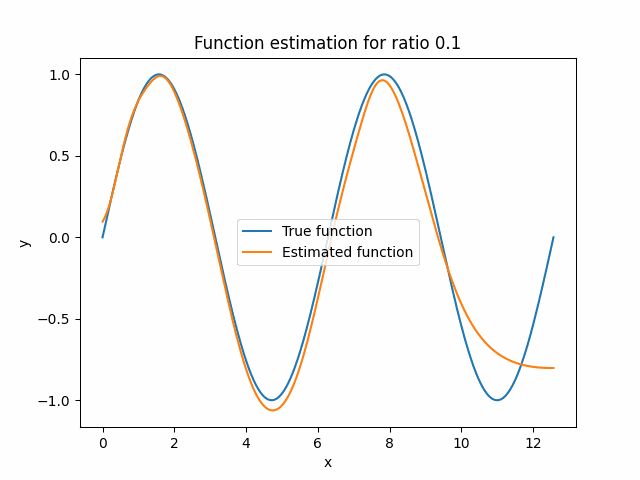 Function estimation for ratio 0.1
1.0
0.5
0.0
−0.5
−1.0
y
True function
Estimated function
0 2 4 6 8 10 12
x